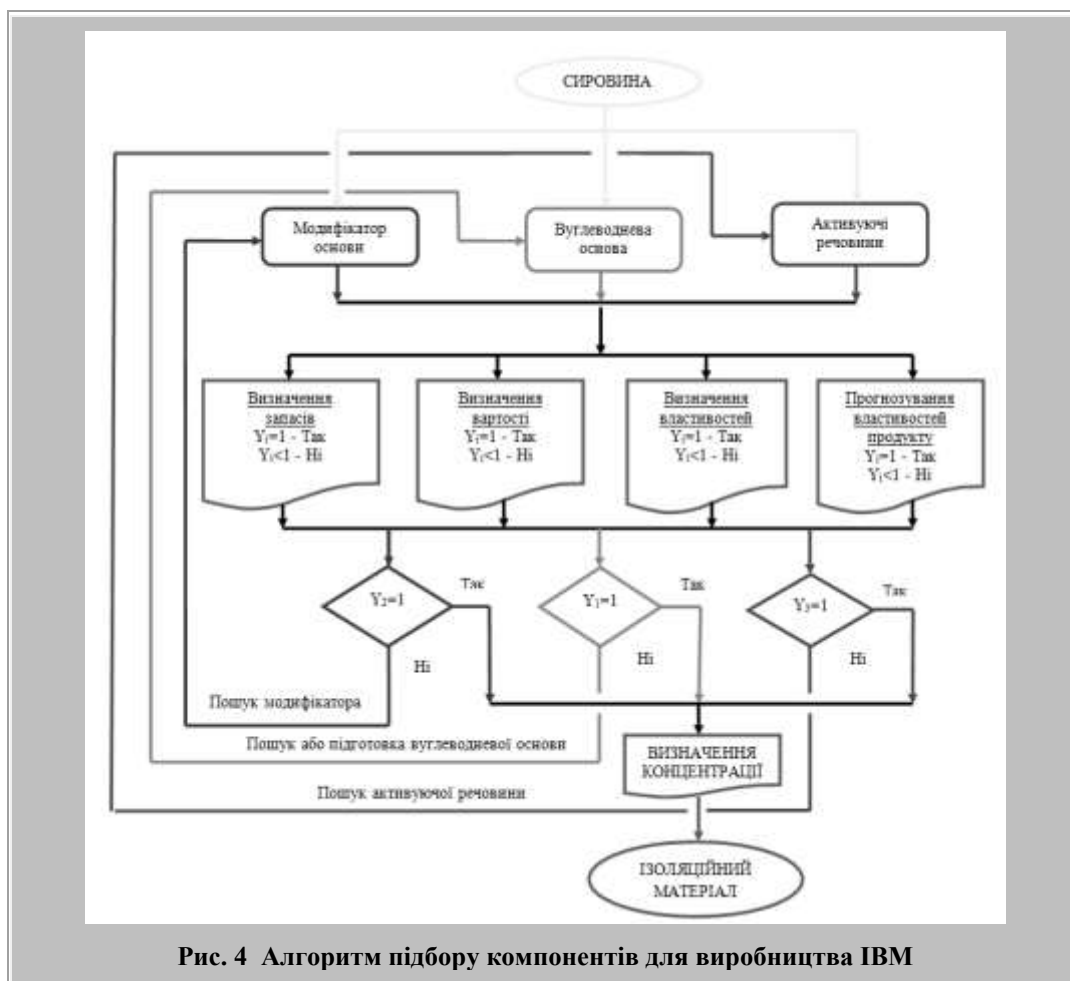 СИРОВИНА
Модифікатор
основи
Вуглеводнева
основа
Активуючі
речовини
Визначення
запасів
Yᵢ=1 - Так
Yᵢ<1 - Ні
Визначення
вартості
Yᵢ=1 - Так
Yᵢ<1 - Ні
Визначення
властивостей
Yᵢ=1 - Так
Yᵢ<1 - Ні
Прогнозування
властивостей
продукту
Yᵢ=1 - Так
Yᵢ<1 - Ні
Y₂=1
Так
Ні
Y₁=1
Так
Ні
Y₃=1
Так
Ні
Пошук модифікатора
Пошук або підготовка вуглеводневої основи
Пошук активуючої речовини
ВИЗНАЧЕННЯ
КОНЦЕНТРАЦІЇ
ІЗОЛЯЦІЙНИЙ
МАТЕРІАЛ
Рис. 4 Алгоритм підбору компонентів для виробництва ІВМ